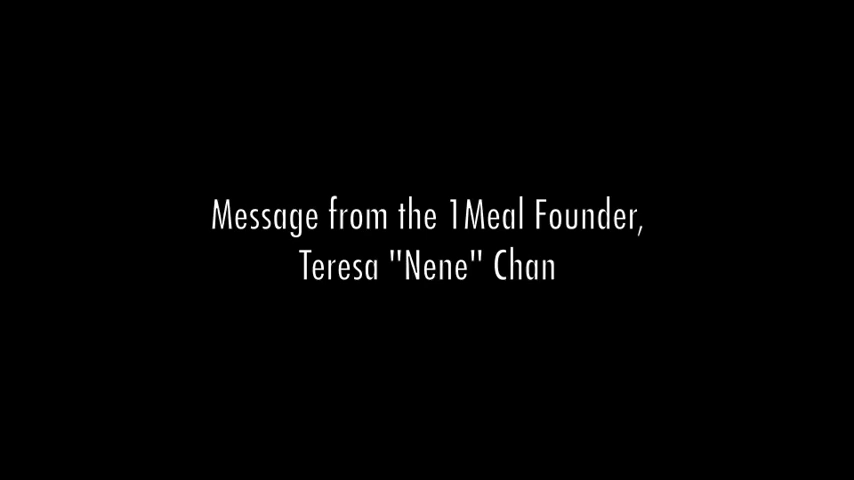 Message from the 1Meal Founder,
Teresa "Nene" Chan